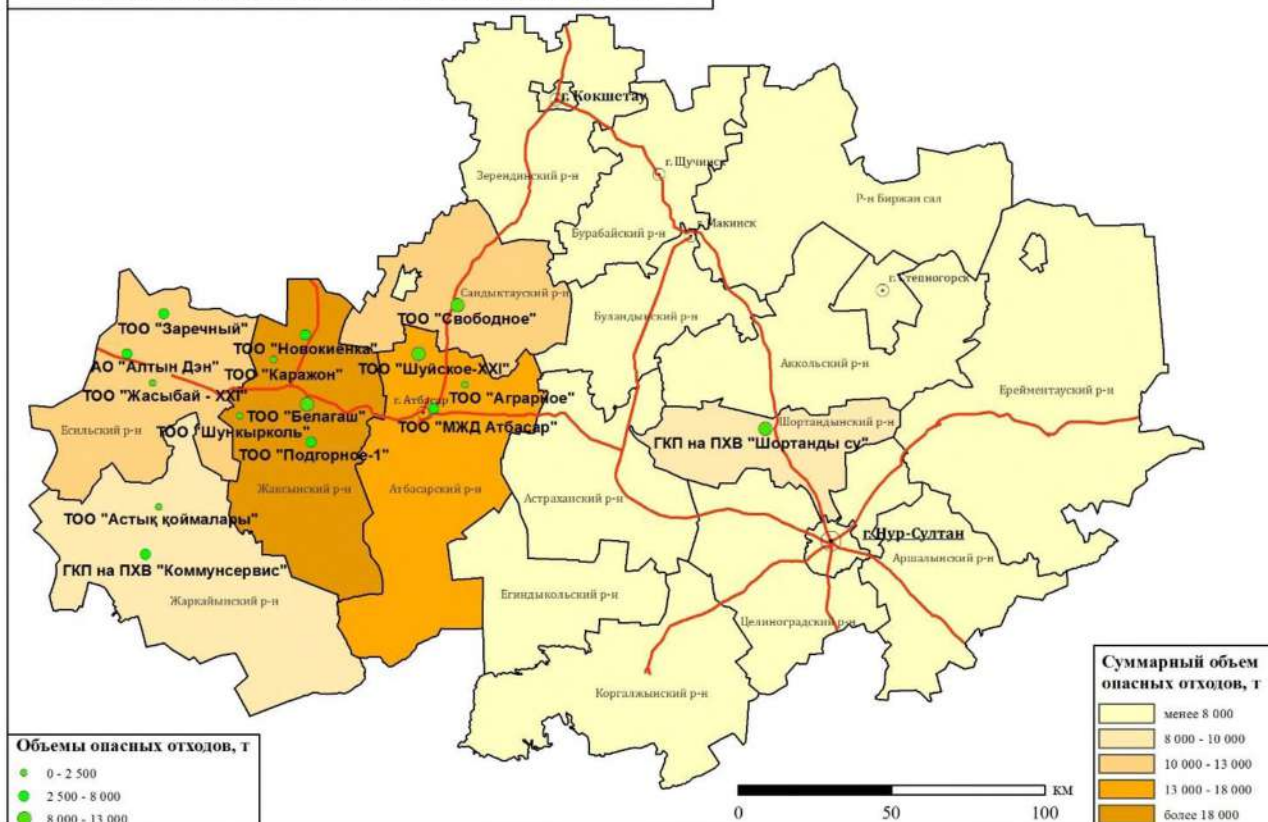 г. Кокшетау
г. Щучинск
Зерендинский р-н
Р-н Биржан сал
г. Макинск
Бурабайский р-н
г. Степногорск
Сандыктауский р-н
ТОО "Свободное"
Буландынский р-н
ТОО "Заречный"
ТОО "Новокиенка"
АО "Алтын Дэн"
ТОО "Каражон"
ТОО "Шуйское-XXI"
Аккольский р-н
Ерейментауский р-н
ТОО "Жасыбай - XXI"
г. Атбасар
ТОО "Аграрное"
ТОО "Белагаш"
ТОО "МЖД Атбасар"
Есильский р-н
ТОО "Шункырколь"
Шортандынский р-н
ГКП на ПХВ "Шортанды су"
ТОО "Подгорное-1"
Жаксынский р-н
Атбасарский р-н
Астраханский р-н
ТОО "Астық қоймалары"
г.Нур-Султан
Аршалынский р-н
ГКП на ПХВ "Коммунсервис"
Жаркайынский р-н
Егиндыкольский р-н
Целиноградский р-н
Коргалжынский р-н
Объемы опасных отходов, т
0 - 2 500
2 500 - 8 000
8 000 - 13 000
км
0 50 100
Суммарный объем
опасных отходов, т
менее 8 000
8 000 - 10 000
10 000 - 13 000
13 000 - 18 000
более 18 000